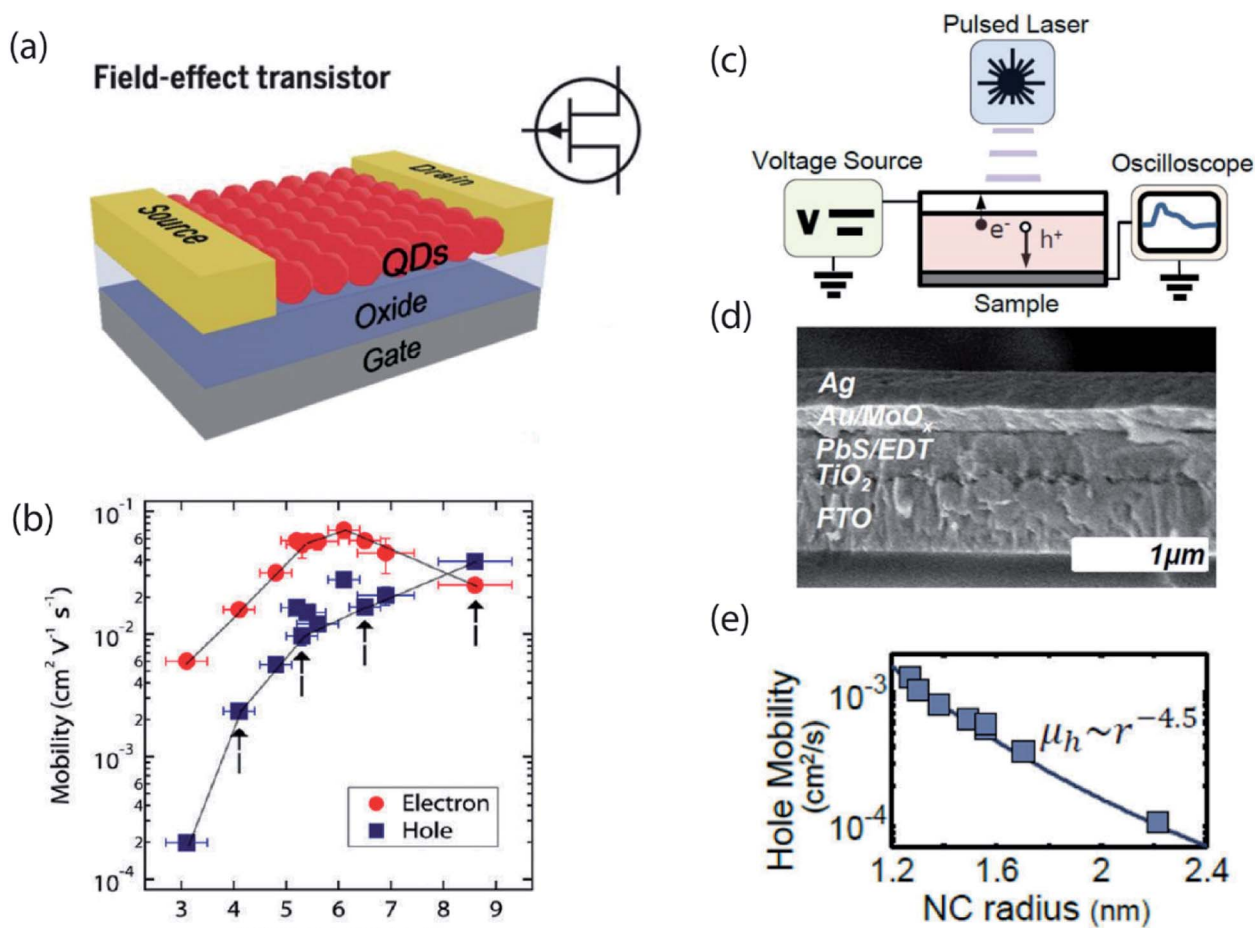 (a)
Field-effect transistor
Source
Drain
QDs
Oxide
Gate
(b)
Mobility (cm² V⁻¹ s⁻¹)
10⁻¹
6
4
2
10⁻²
6
4
2
10⁻³
6
4
2
10⁻⁴
Electron
Hole
3 4 5 6 7 8 9
(c)
Pulsed Laser
Voltage Source
Oscilloscope
V
e⁻
h⁺
Sample
(d)
Ag
Au/MoOₓ
PbS/EDT
TiO₂
FTO
1µm
(e)
Hole Mobility
(cm²/s)
10⁻³
10⁻⁴
μₕ~r⁻⁴·⁵
1.2 1.6 2 2.4
NC radius (nm)